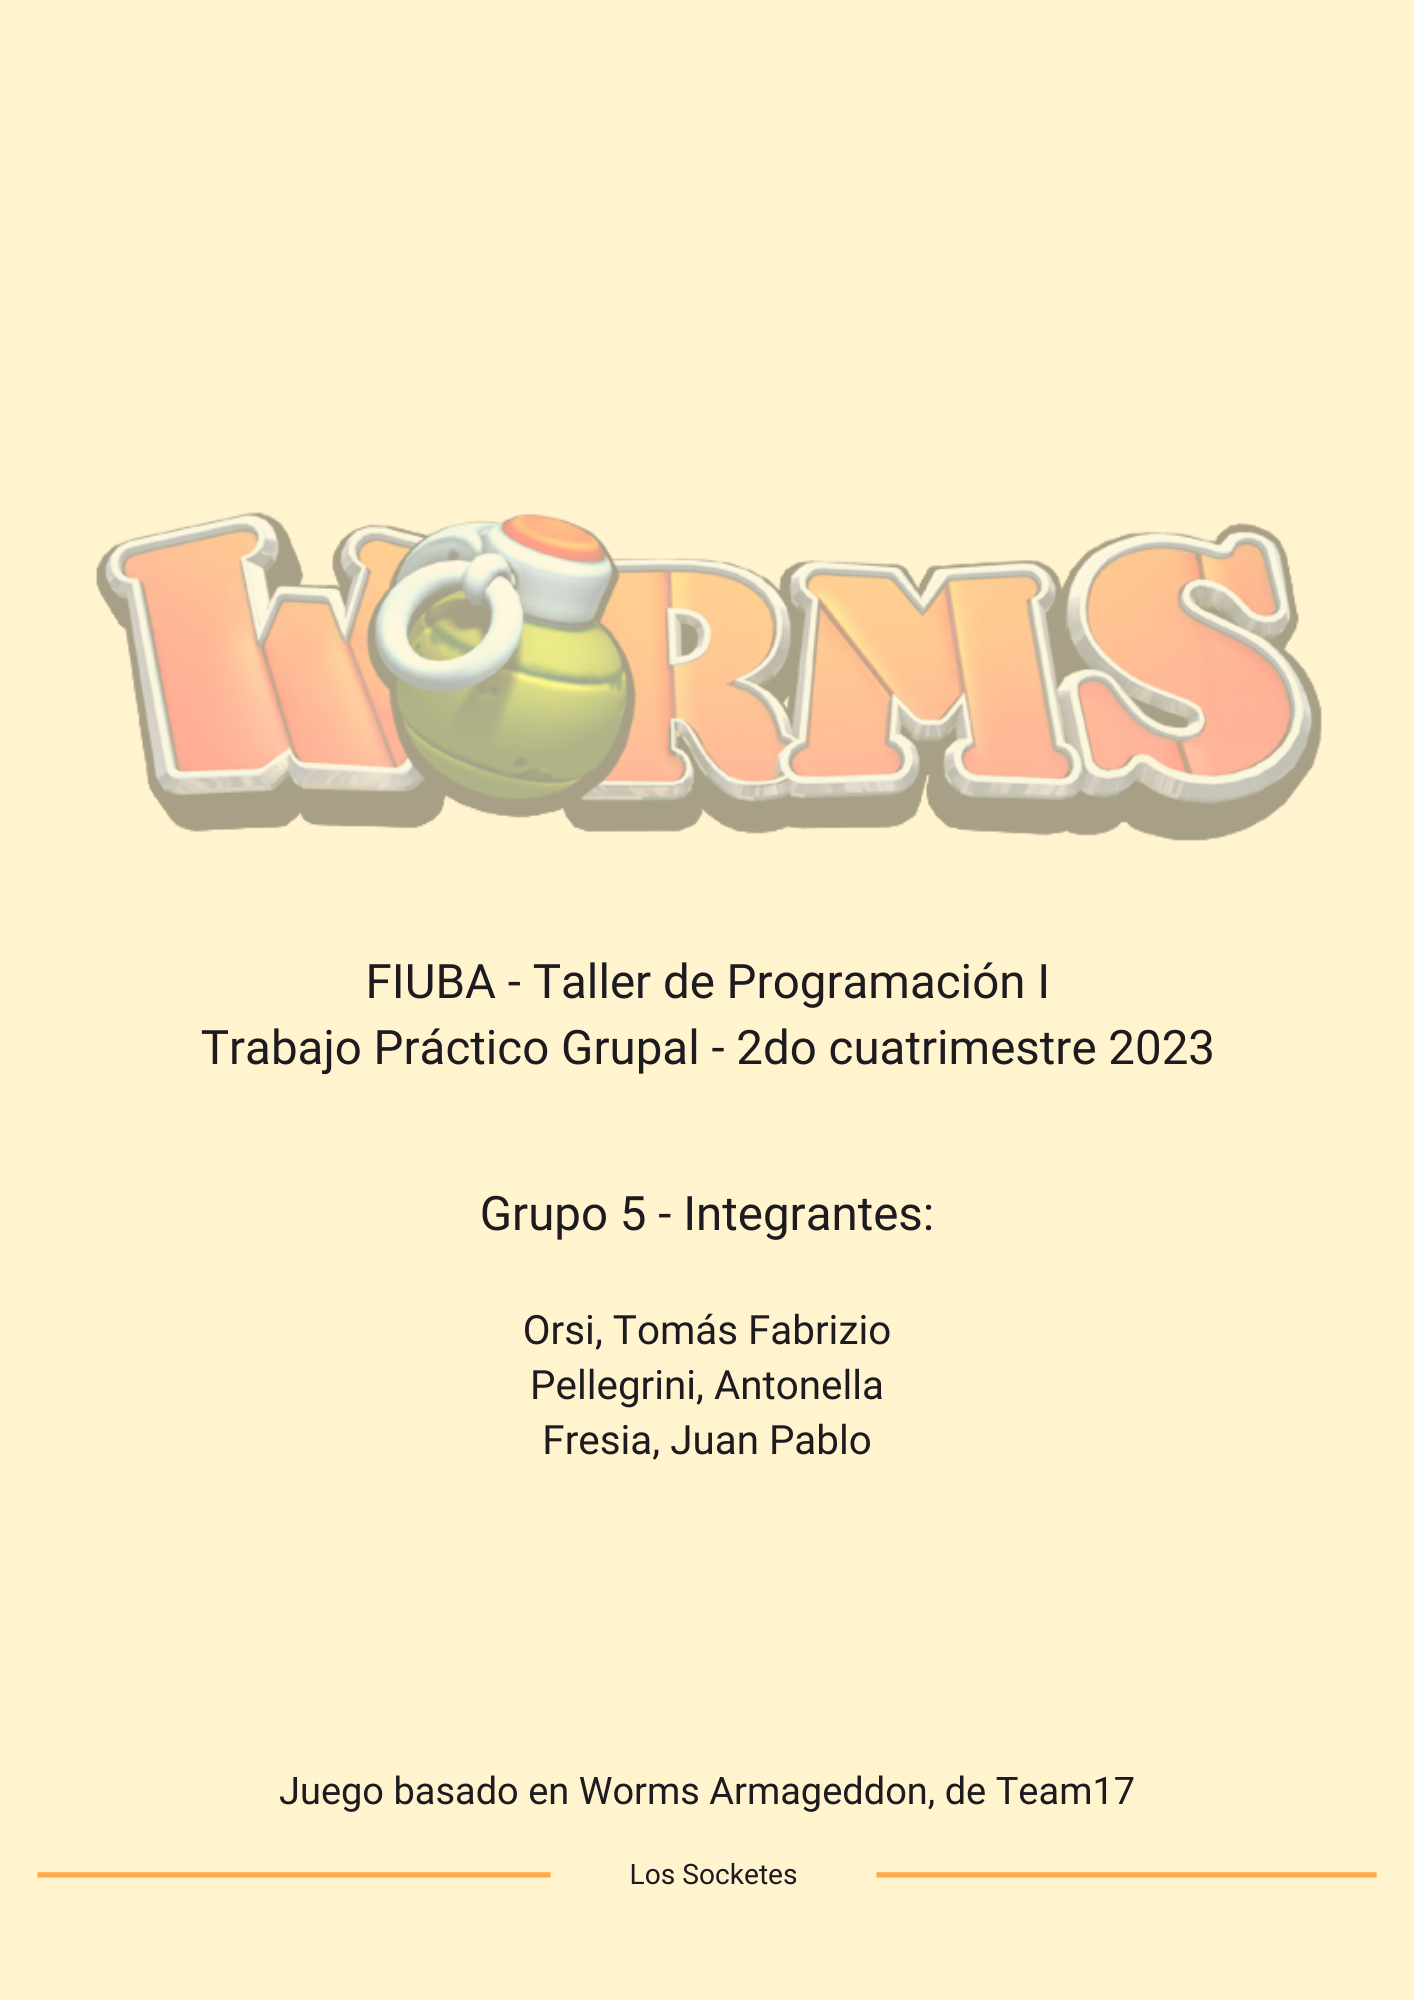 WORMS
FIUBA - Taller de Programación I
Trabajo Práctico Grupal - 2do cuatrimestre 2023
Grupo 5 - Integrantes:
Orsi, Tomás Fabrizio
Pellegrini, Antonella
Fresia, Juan Pablo
Juego basado en Worms Armageddon, de Team17
Los Socketes